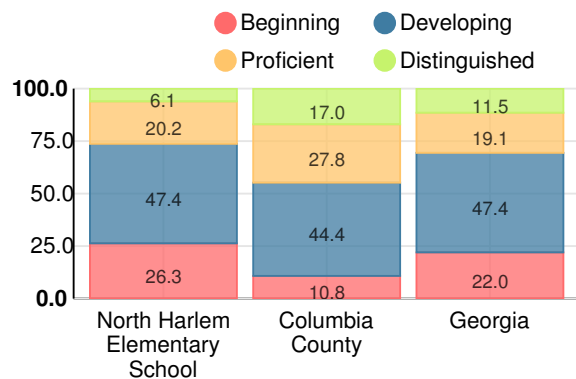 Beginning
Developing
Proficient
Distinguished
100.0
75.0
50.0
25.0
0.0
6.1
20.2
47.4
26.3
17.0
27.8
44.4
10.8
11.5
19.1
47.4
22.0
North Harlem
Elementary
School
Columbia
County
Georgia